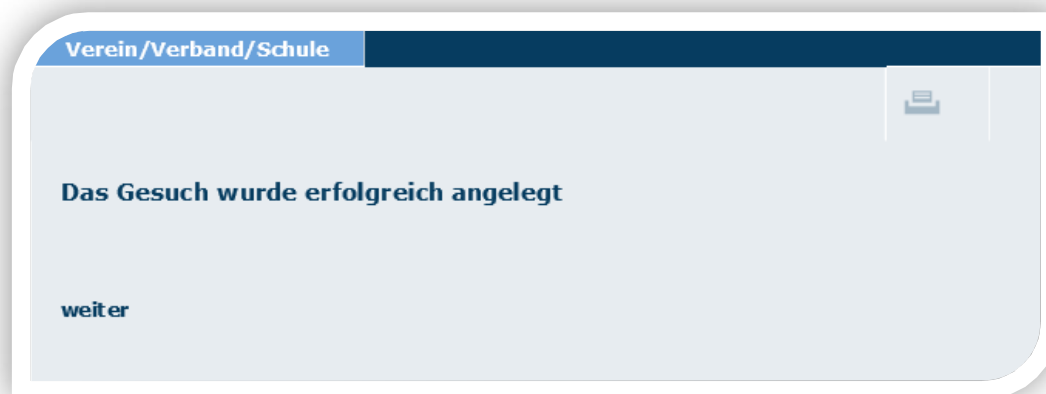 Verein/Verband/Schule
Das Gesuch wurde erfolgreich angelegt
weiter